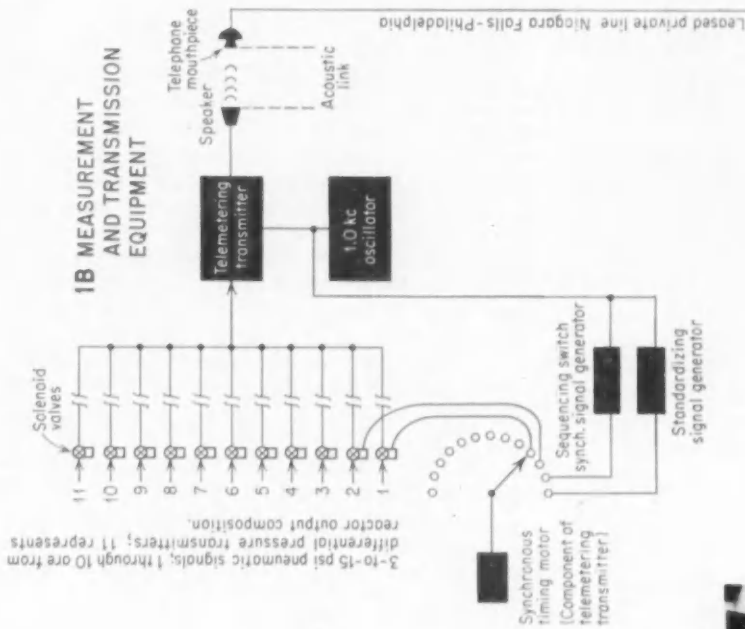 1B MEASUREMENT
AND TRANSMISSION
EQUIPMENT
Solenoid
valves
11
10
9
8
7
6
5
4
3
2
1
3-to-15 psi pneumatic signals; 1 through 10 are from
differential pressure transmitters; 11 represents
reactor output composition.
Telemetering
transmitter
1.0 kc
oscillator
Speaker
Telephone
mouthpiece
Acoustic
link
Leased private line Niagara Falls-Philadelphia
Synchronous
timing motor
(Component of
telemetering
transmitter)
Sequencing switch
synch. signal generator
Standardizing
signal generator